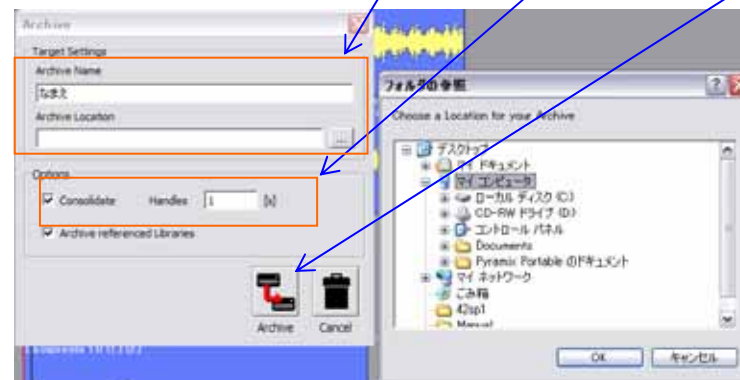 Archive
Target Settings
Archive Name
なまえ
Archive Location
...
Options
Consolidate Handles 1 [s]
Archive referenced Libraries
Archive Cancel
フォルダの参照
Choose a Location for your Archive
デスクトップ
マイ ドキュメント
マイ コンピュータ
ローカル ディスク (C:)
CD-RW ドライブ (D:)
コントロール パネル
Documents
Pyramix Portable のドキュメント
マイ ネットワーク
ごみ箱
42sp1
Manual
OK キャンセル